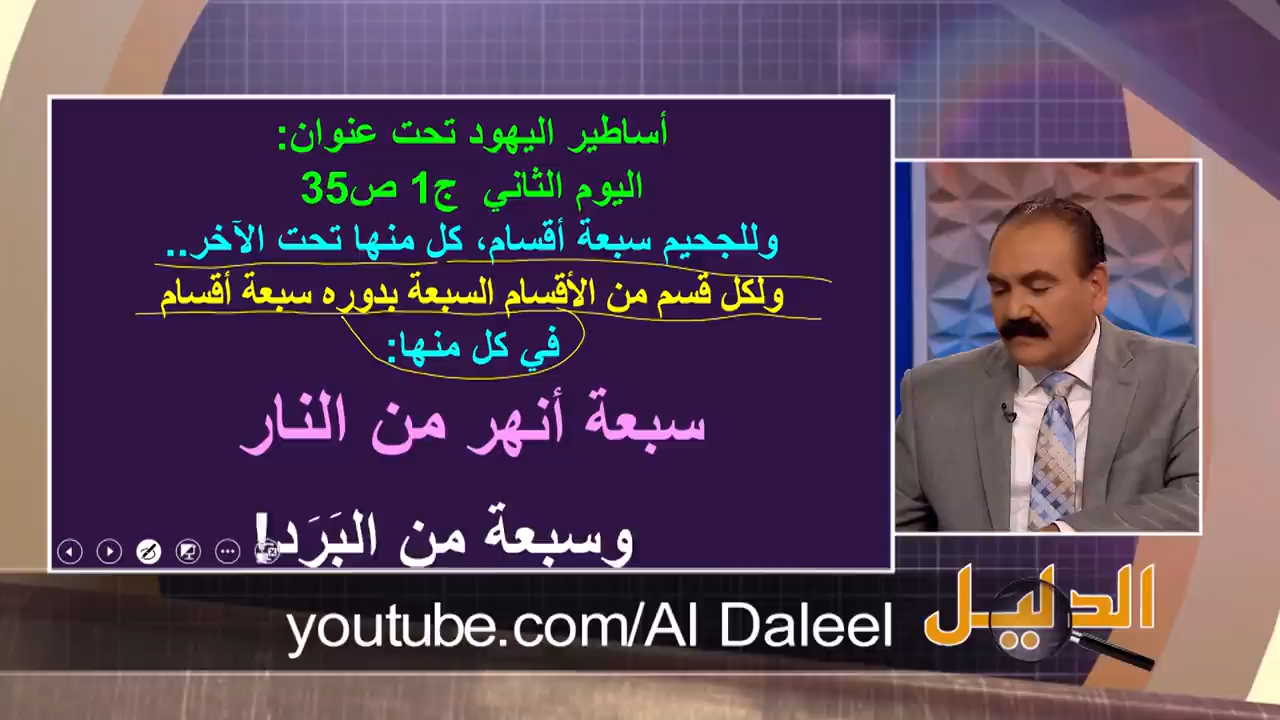 أساطير اليهود تحت عنوان:
اليوم الثاني ج1 ص35
وللجحيم سبعة أقسام، كل منها تحت الآخر..
ولكل قسم من الأقسام السبعة بدوره سبعة أقسام
في كل منها:
سبعة أنهر من النار
وسبعة من البَرَد!
youtube.com/Al Daleel
الدليل